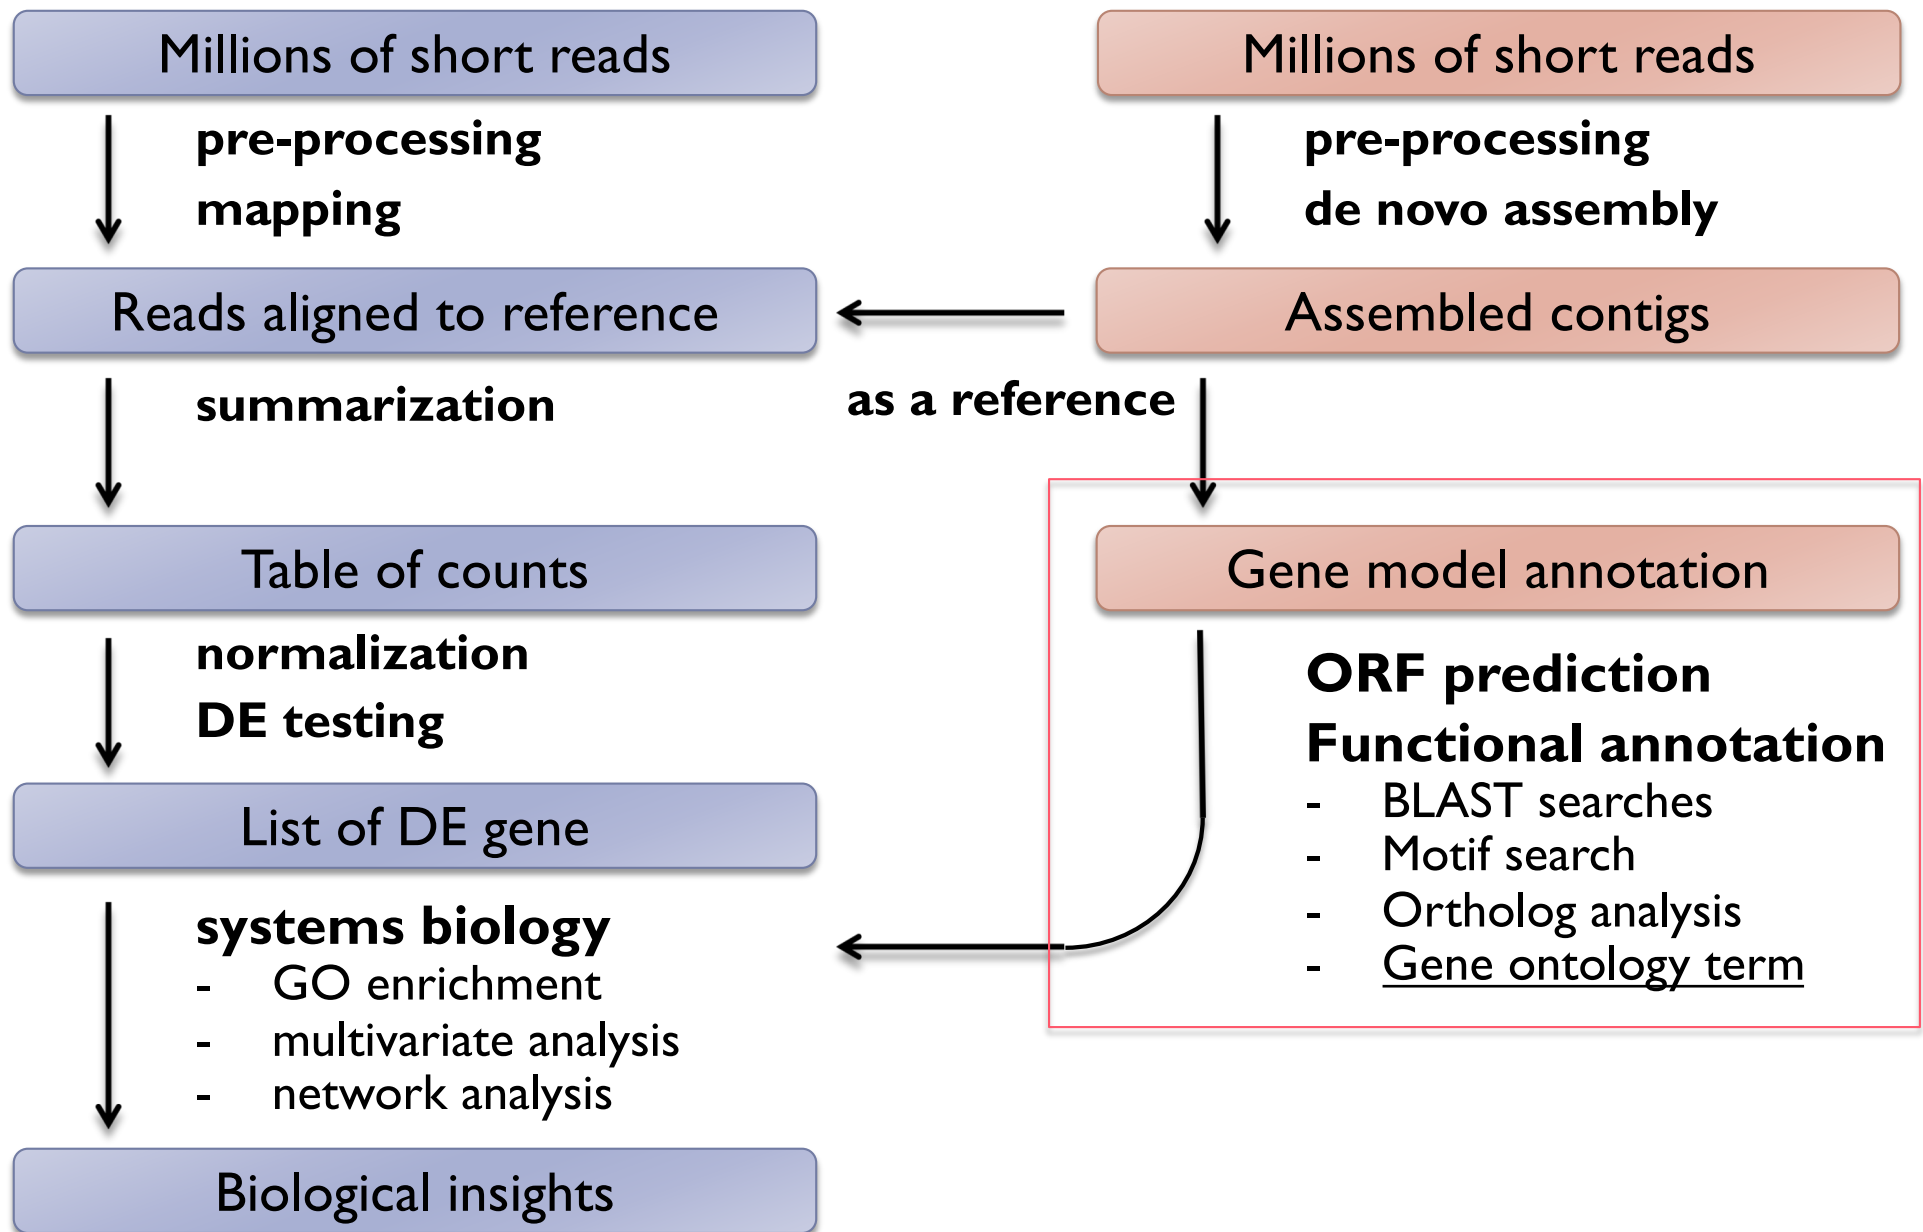 Millions of short reads
pre-processing
mapping
Reads aligned to reference
summarization
Table of counts
normalization
DE testing
List of DE gene
systems biology
- GO enrichment
- multivariate analysis
- network analysis
Biological insights
Millions of short reads
pre-processing
de novo assembly
Assembled contigs
as a reference
Gene model annotation
ORF prediction
Functional annotation
- BLAST searches
- Motif search
- Ortholog analysis
- Gene ontology term